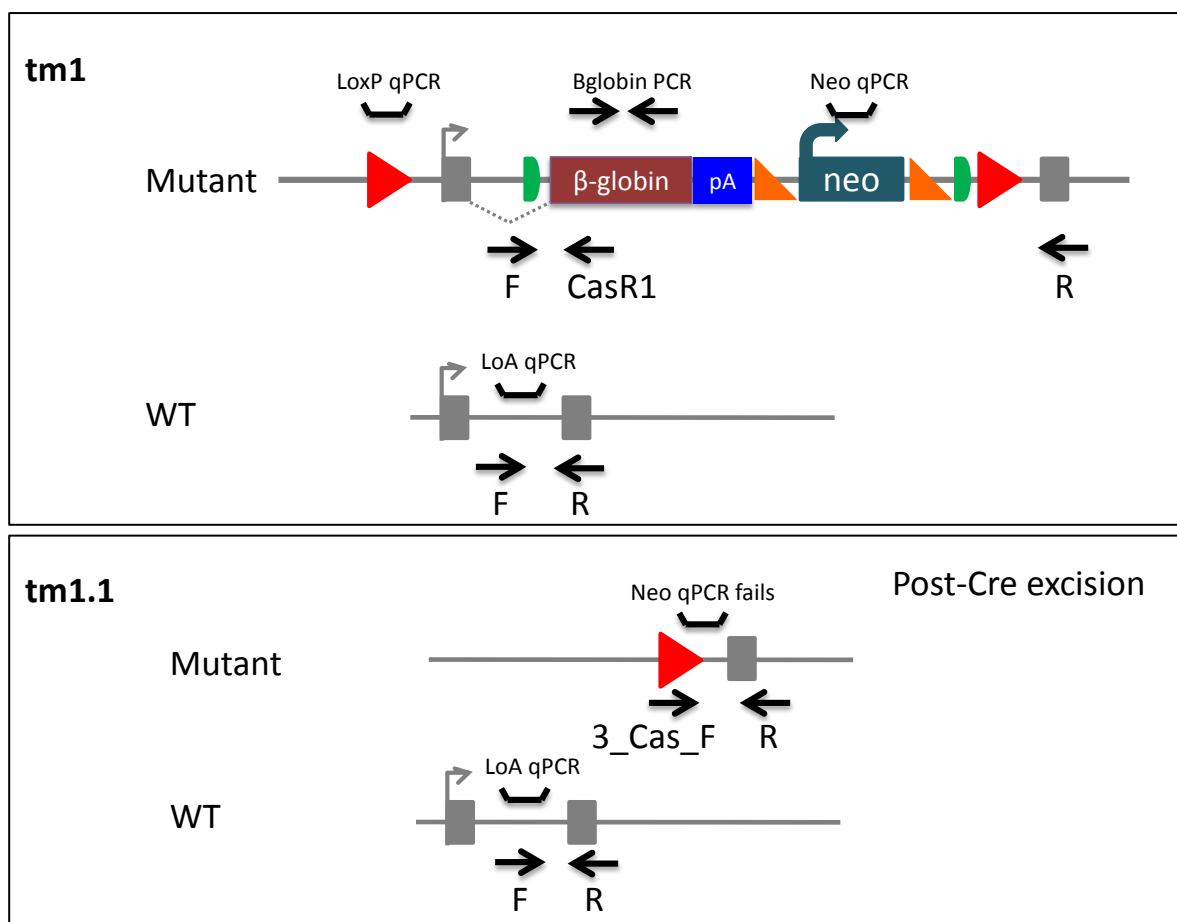 tm1
LoxP qPCR
Bglobin PCR
Neo qPCR
Mutant
β-globin
pA
neo
F
CasR1
R
LoA qPCR
WT
F
R
tm1.1
Post-Cre excision
Neo qPCR fails
Mutant
3_Cas_F
R
LoA qPCR
WT
F
R